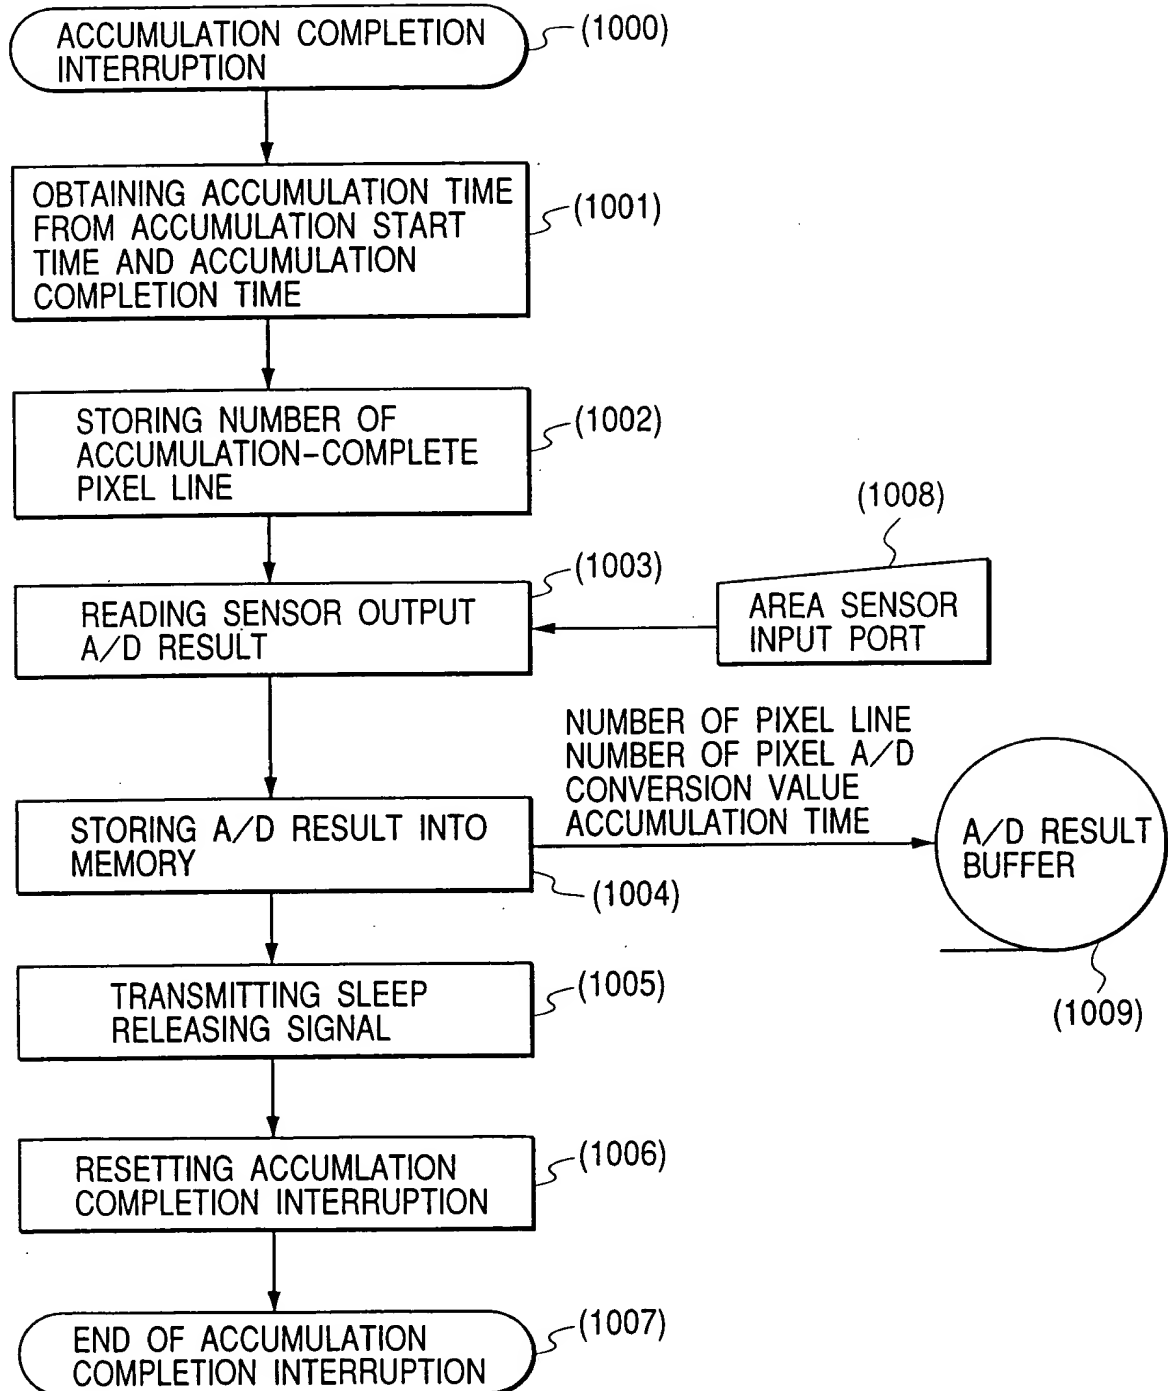 ACCUMULATION COMPLETION
INTERRUPTION
(1000)
OBTAINING ACCUMULATION TIME
FROM ACCUMULATION START
TIME AND ACCUMULATION
COMPLETION TIME
(1001)
STORING NUMBER OF
ACCUMULATION-COMPLETE
PIXEL LINE
(1002)
READING SENSOR OUTPUT
A/D RESULT
(1003)
(1008)
AREA SENSOR
INPUT PORT
STORING A/D RESULT INTO
MEMORY
(1004)
NUMBER OF PIXEL LINE
NUMBER OF PIXEL A/D
CONVERSION VALUE
ACCUMULATION TIME
A/D RESULT
BUFFER
(1009)
TRANSMITTING SLEEP
RELEASING SIGNAL
(1005)
RESETTING ACCUMLATION
COMPLETION INTERRUPTION
(1006)
END OF ACCUMULATION
COMPLETION INTERRUPTION
(1007)